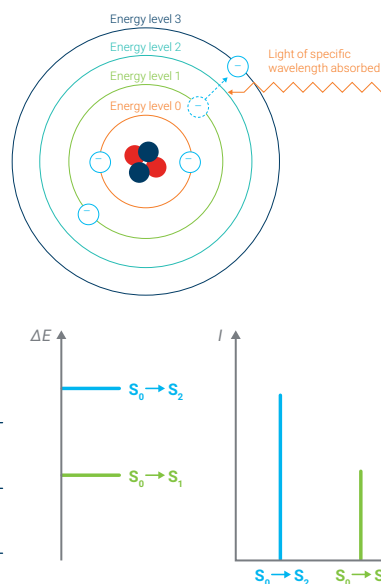 Energy level 3
Energy level 2
Energy level 1
Energy level 0
Light of specific
wavelength absorbed
−
−
−
−
−
ΔE
I
S₀ → S₂
S₀ → S₁
S₀ → S₂
S₀ → S